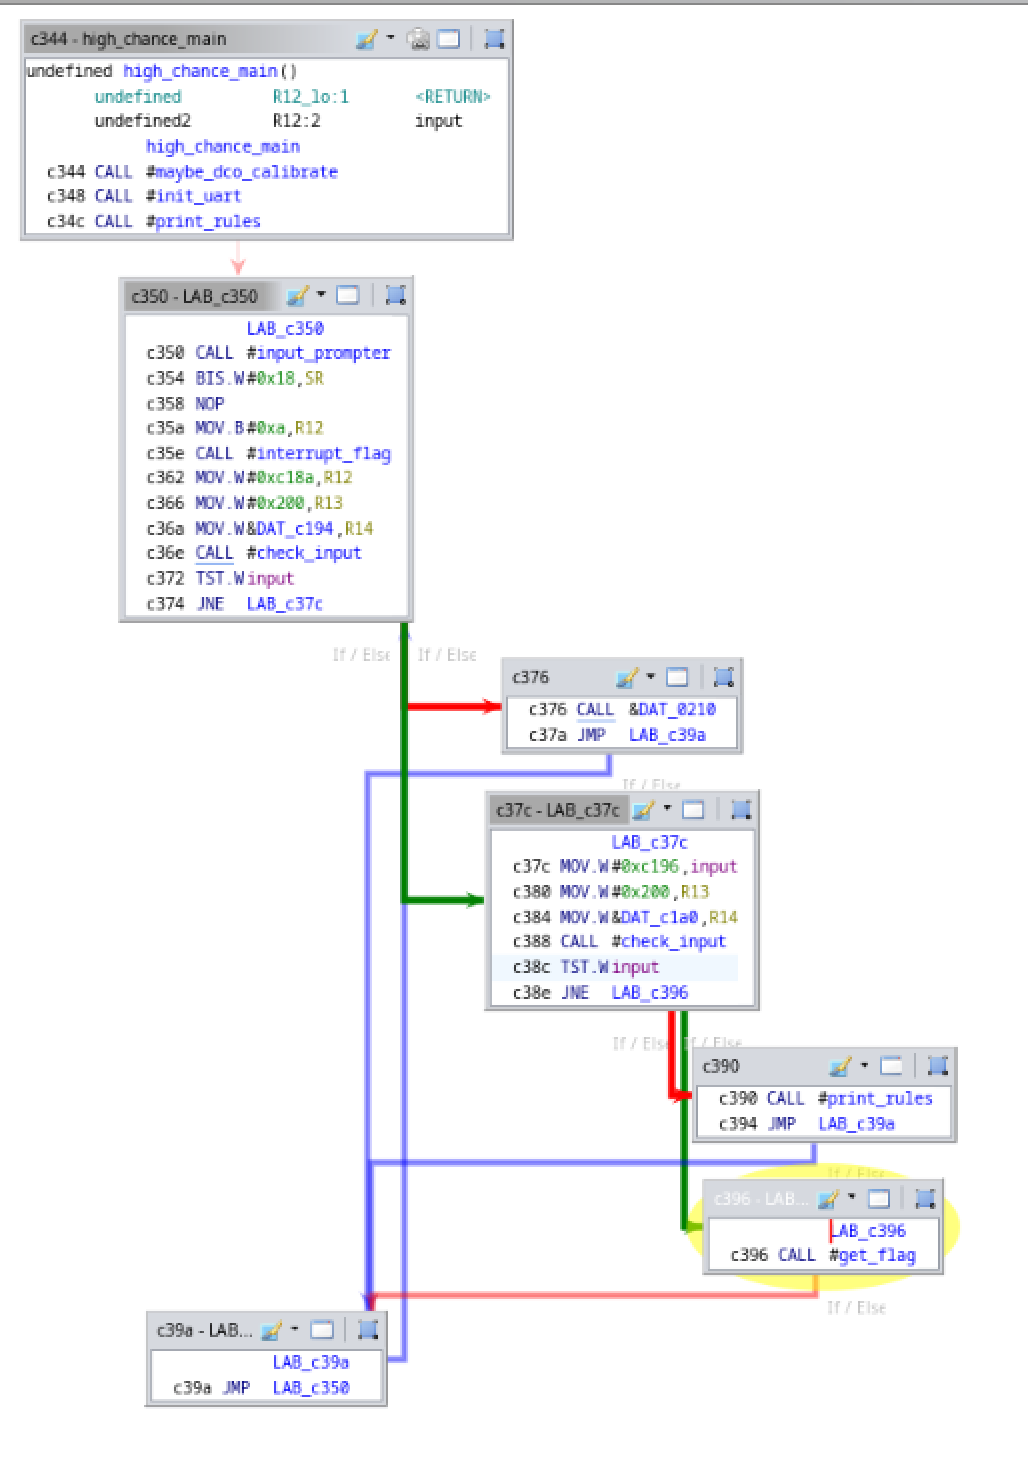 c344 - high_chance_main
undefined high_chance_main()
undefined R12_lo:1 <RETURN>
undefined2 R12:2 input
high_chance_main
c344 CALL #maybe_dco_calibrate
c348 CALL #init_uart
c34c CALL #print_rules
c350 - LAB_c350
LAB_c350
c350 CALL #input_prompter
c354 BIS.W #0x18,SR
c358 NOP
c35a MOV.B #0xa,R12
c35e CALL #interrupt_flag
c362 MOV.W #0xc18a,R12
c366 MOV.W #0x200,R13
c36a MOV.W &DAT_c194,R14
c36e CALL #check_input
c372 TST.W input
c374 JNE LAB_c37c
If / Else If / Else
c376
c376 CALL &DAT_0210
c37a JMP LAB_c39a
If / Else
c37c - LAB_c37c
LAB_c37c
c37c MOV.W #0xc196,input
c380 MOV.W #0x200,R13
c384 MOV.W &DAT_c1a0,R14
c388 CALL #check_input
c38c TST.W input
c38e JNE LAB_c396
If / Else If / Else
c390
c390 CALL #print_rules
c394 JMP LAB_c39a
If / Else
c396 - LAB...
LAB_c396
c396 CALL #get_flag
If / Else
c39a - LAB...
LAB_c39a
c39a JMP LAB_c350